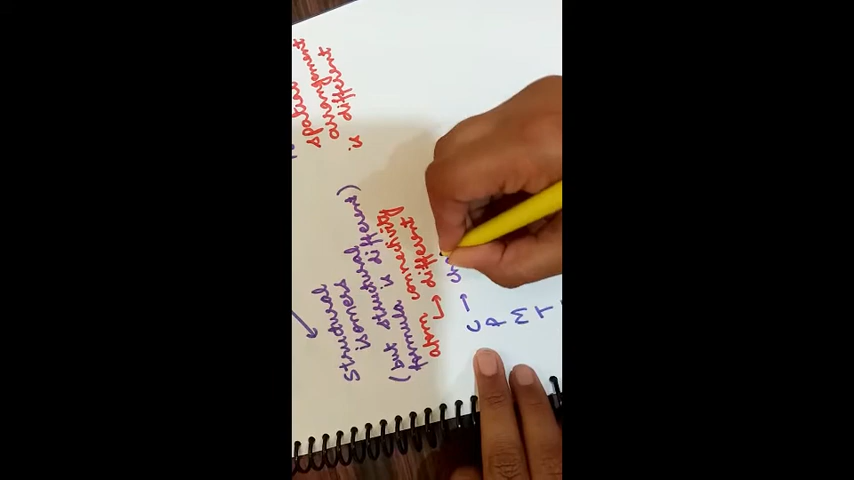 spatial
arrangement
is different
structural
isomers
(but structural
formula is different)
atom connectivity
↳ different
C →
P
M
T